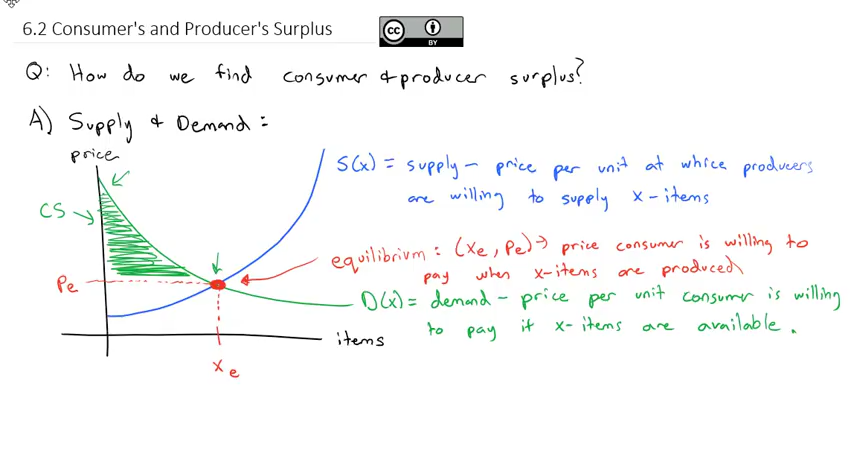 6.2 Consumer's and Producer's Surplus
cc
BY
Q: How do we find consumer & producer surplus?
A) Supply & Demand:
price
S(x) = supply - price per unit at whice producers
are willing to supply x-items
CS
equilibrium: (xe, Pe) → price consumer is willing to
pay when x-items are produced
Pe
D(x) = demand - price per unit consumer is willing
to pay if x-items are available.
items
xe